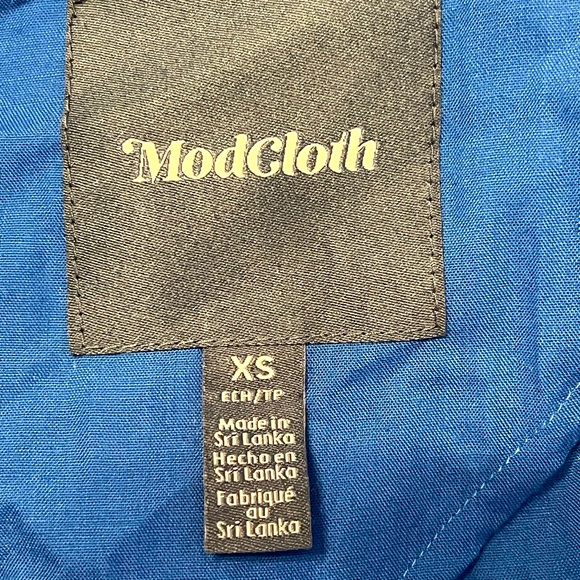 ModCloth
XS
ECH/TP
Made in
Sri Lanka
Hecho en
Sri Lanka
Fabriqué
au
Sri Lanka